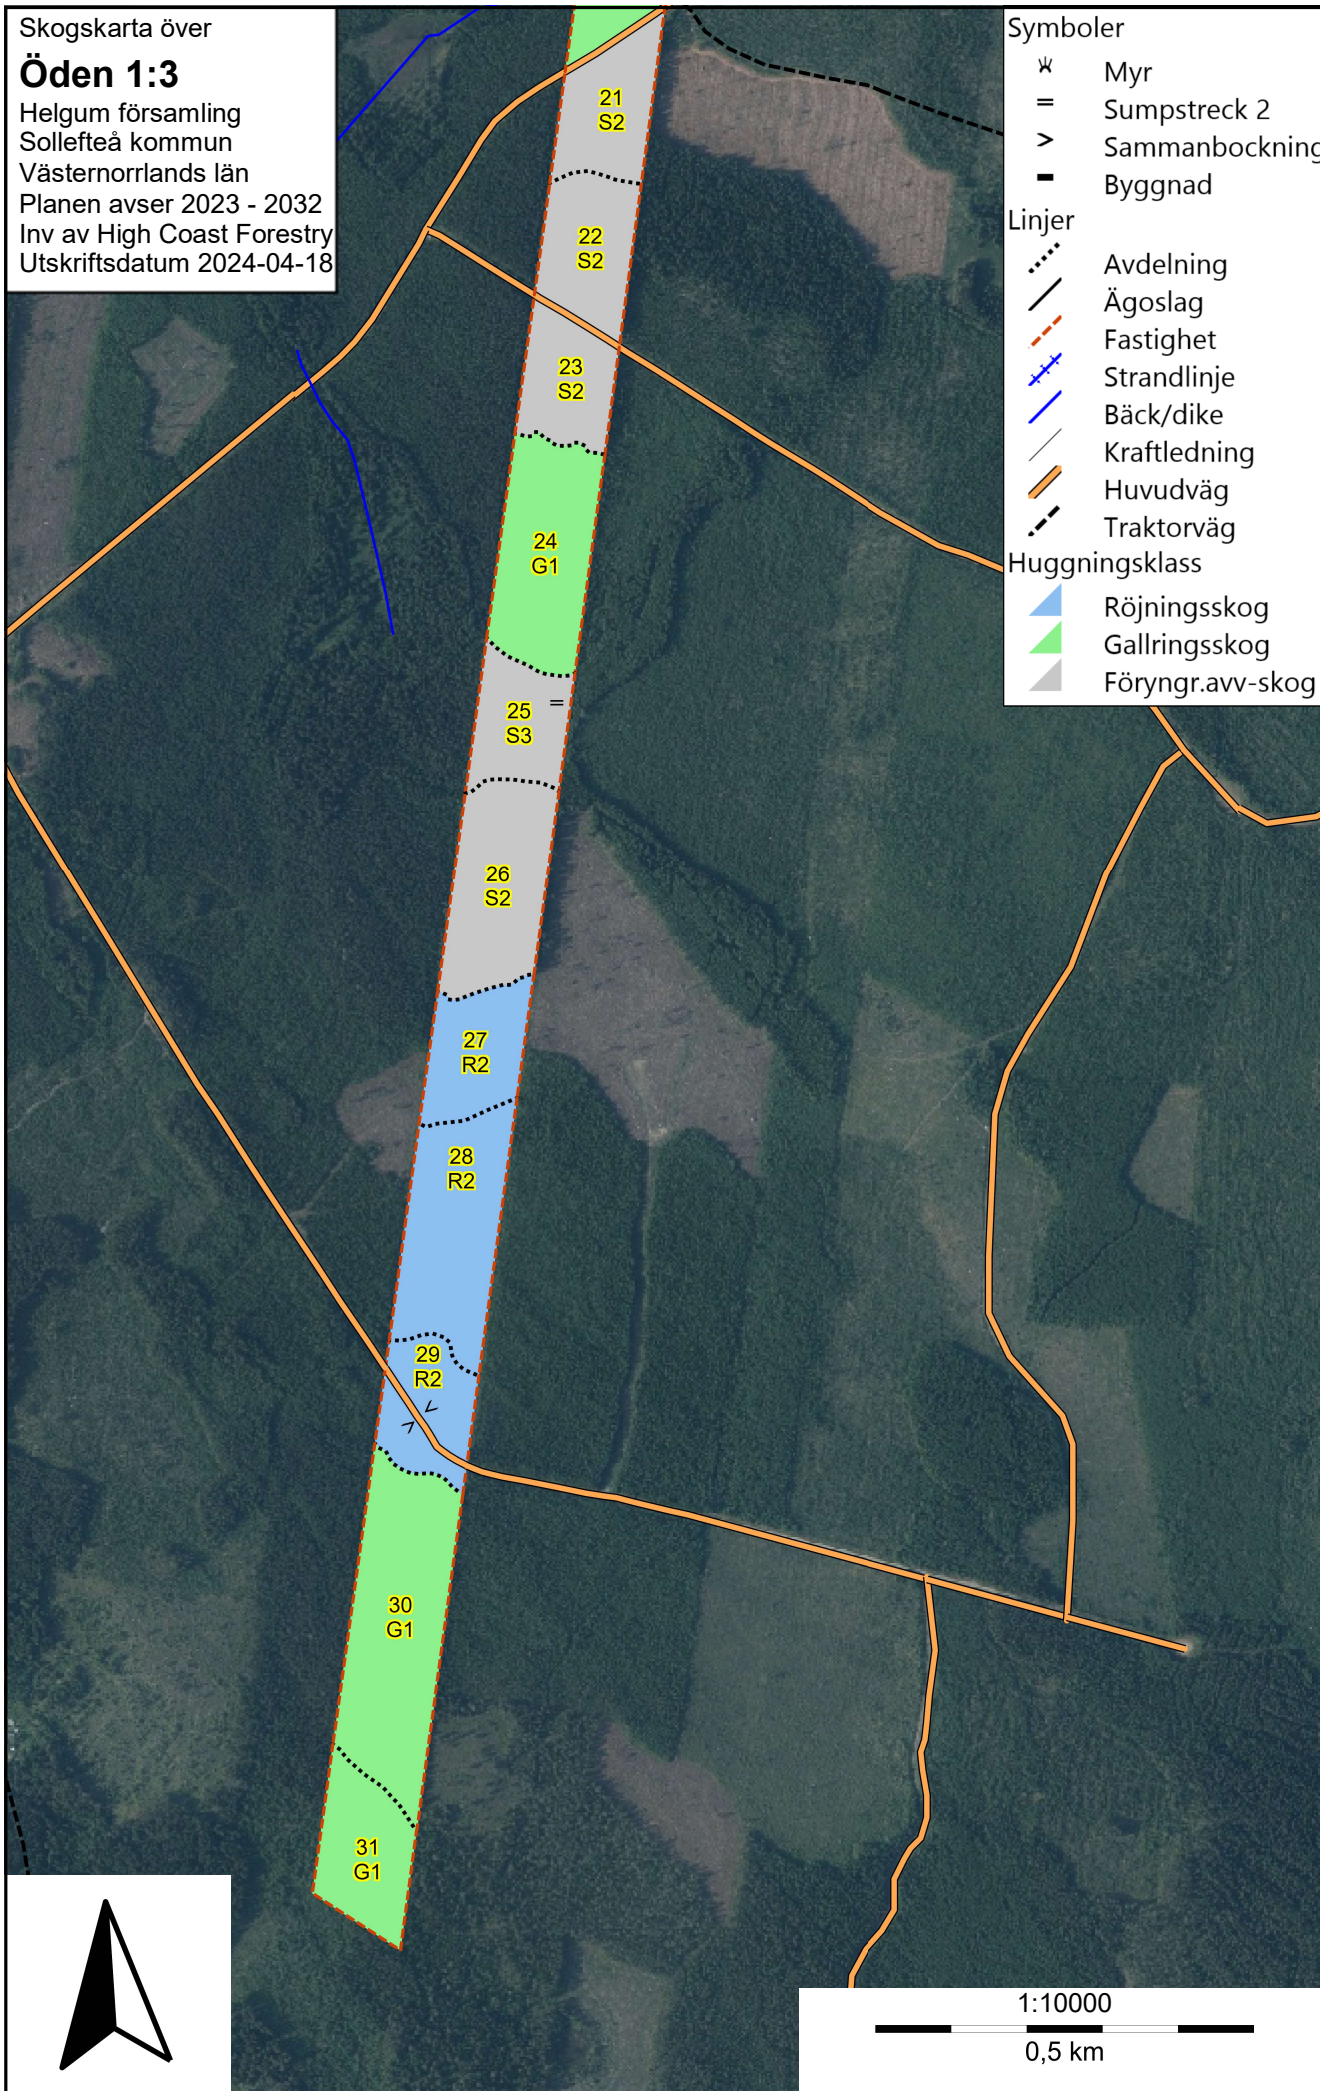 Skogskarta över
Öden 1:3
Helgum församling
Sollefteå kommun
Västernorrlands län
Planen avser 2023 - 2032
Inv av High Coast Forestry
Utskriftsdatum 2024-04-18
Symboler
Myr
Sumpstreck 2
Sammanbockning
Byggnad
Linjer
Avdelning
Ägoslag
Fastighet
Strandlinje
Bäck/dike
Kraftledning
Huvudväg
Traktorväg
Huggningsklass
Röjningsskog
Gallringsskog
Föryngr.avv-skog
21
S2
22
S2
23
S2
24
G1
25
S3
26
S2
27
R2
28
R2
29
R2
30
G1
31
G1
1:10000
0,5 km